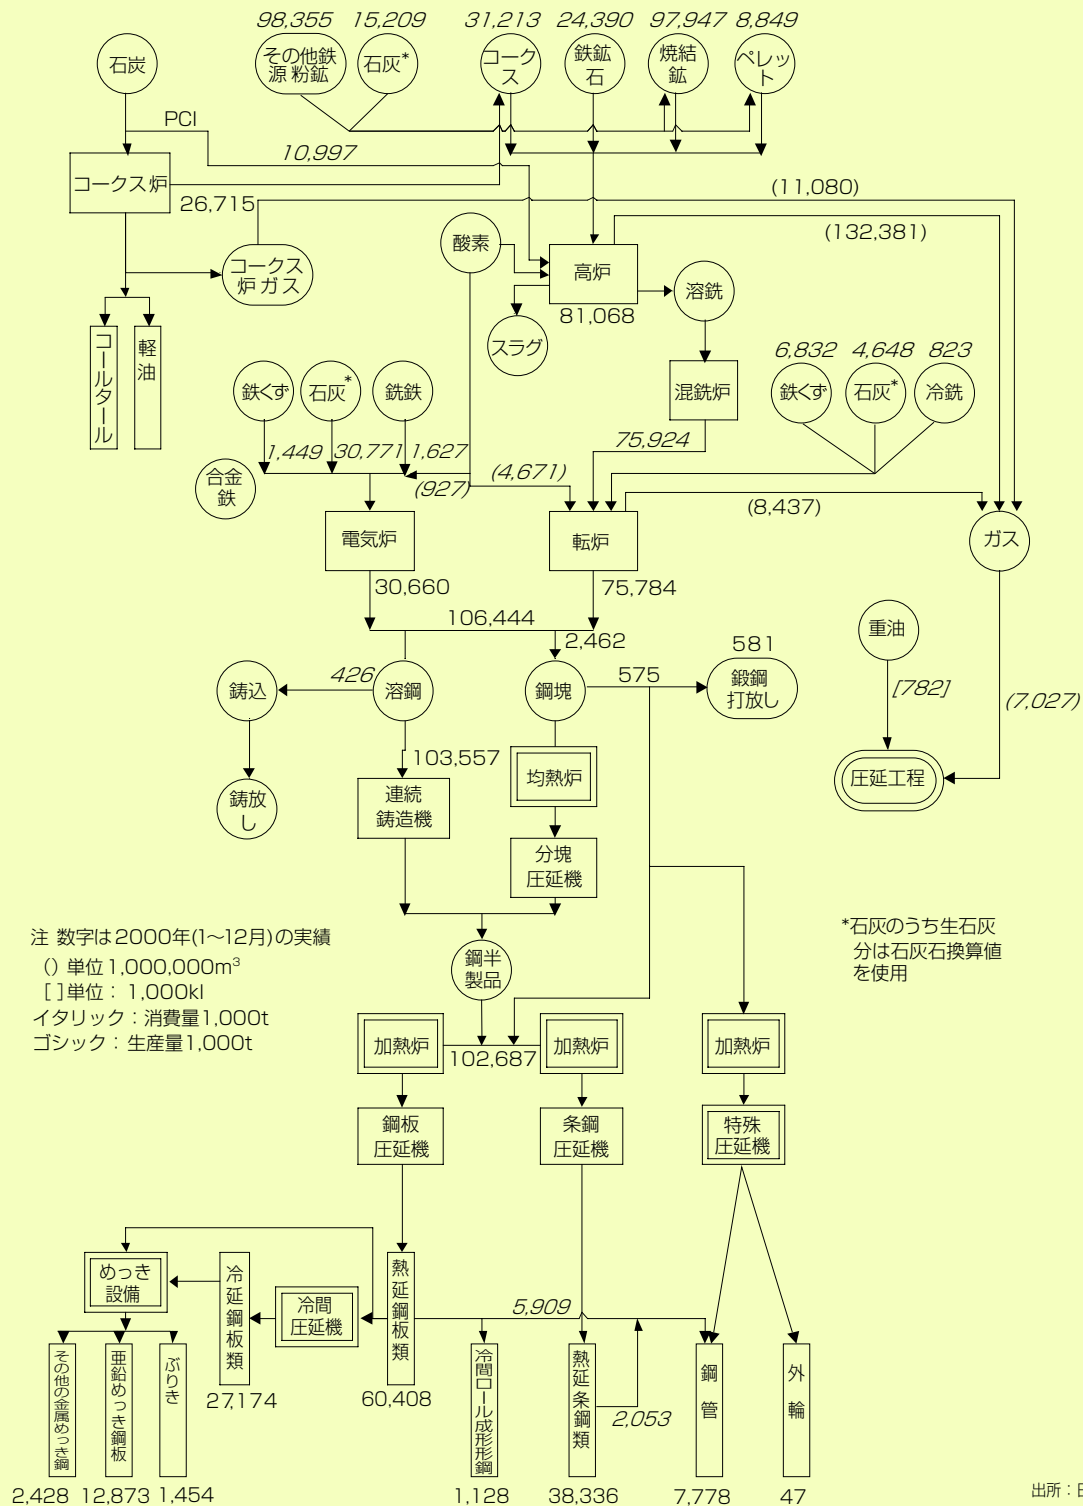 98,355 15,209 31,213 24,390 97,947 8,849
石炭
その他鉄
源 粉鉱
石灰*
コーク
ス
鉄鉱
石
焼結
鉱
ペレッ
ト
PCI
10,997
コークス炉
26,715
(11,080)
(132,381)
酸素
コークス
炉ガス
高炉
81,068
溶銑
スラグ
コールタール
軽油
鉄くず
石灰*
銑鉄
混銑炉
6,832 4,648 823
鉄くず
石灰*
冷銑
1,449 30,771 1,627
75,924
合金
鉄
(927)
(4,671)
(8,437)
電気炉
転炉
ガス
30,660
75,784
106,444
2,462
重油
581
鋳込
426
溶鋼
鋼塊
575
鍛鋼
打放し
[782]
(7,027)
103,557
鋳放
し
連続
鋳造機
均熱炉
圧延工程
分塊
圧延機
注 数字は2000年(1〜12月)の実績
() 単位 1,000,000m³
[ ]単位： 1,000kl
イタリック：消費量1,000t
ゴシック：生産量1,000t
鋼半
製品
*石灰のうち生石灰
分は石灰石換算値
を使用
加熱炉
102,687
加熱炉
加熱炉
鋼板
圧延機
条鋼
圧延機
特殊
圧延機
めっき
設備
冷延鋼板類
冷間
圧延機
熱延鋼板類
5,909
27,174
60,408
その他の金属めっき鋼
亜鉛めっき鋼板
ぶりき
冷間ロール成形形鋼
熱延条鋼類
2,053
鋼管
外輪
2,428 12,873 1,454
1,128 38,336 7,778 47
出所：日